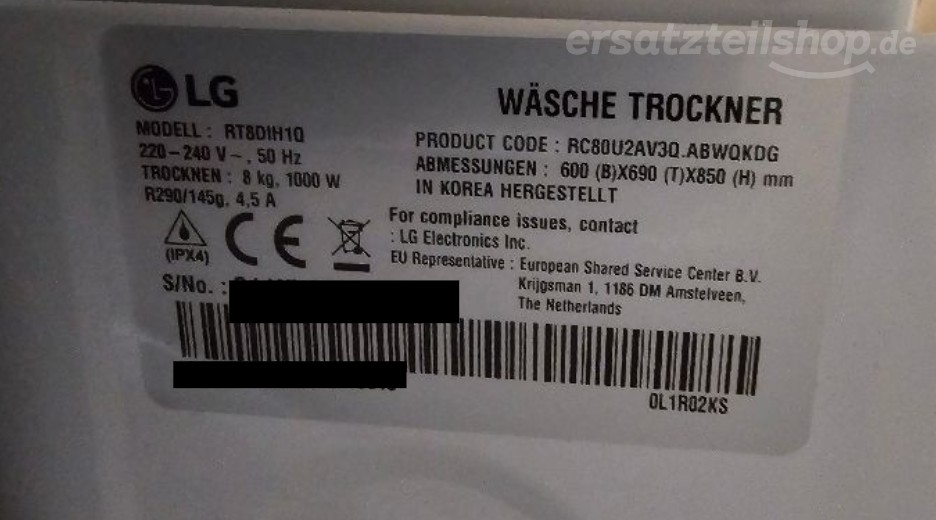 ersatzteilshop.de
LG
WÄSCHE TROCKNER
MODELL : RT8DIH1Q
220-240 V~, 50 Hz
TROCKNEN : 8 kg, 1000 W
R290/145g, 4,5 A
PRODUCT CODE : RC80U2AV3Q.ABWQKDG
ABMESSUNGEN : 600 (B)X690 (T)X850 (H) mm
IN KOREA HERGESTELLT
(IPX4)
CE
For compliance issues, contact
: LG Electronics Inc.
EU Representative : European Shared Service Center B.V.
Krijgsman 1, 1186 DM Amstelveen,
The Netherlands
S/No. :
0L1R02KS